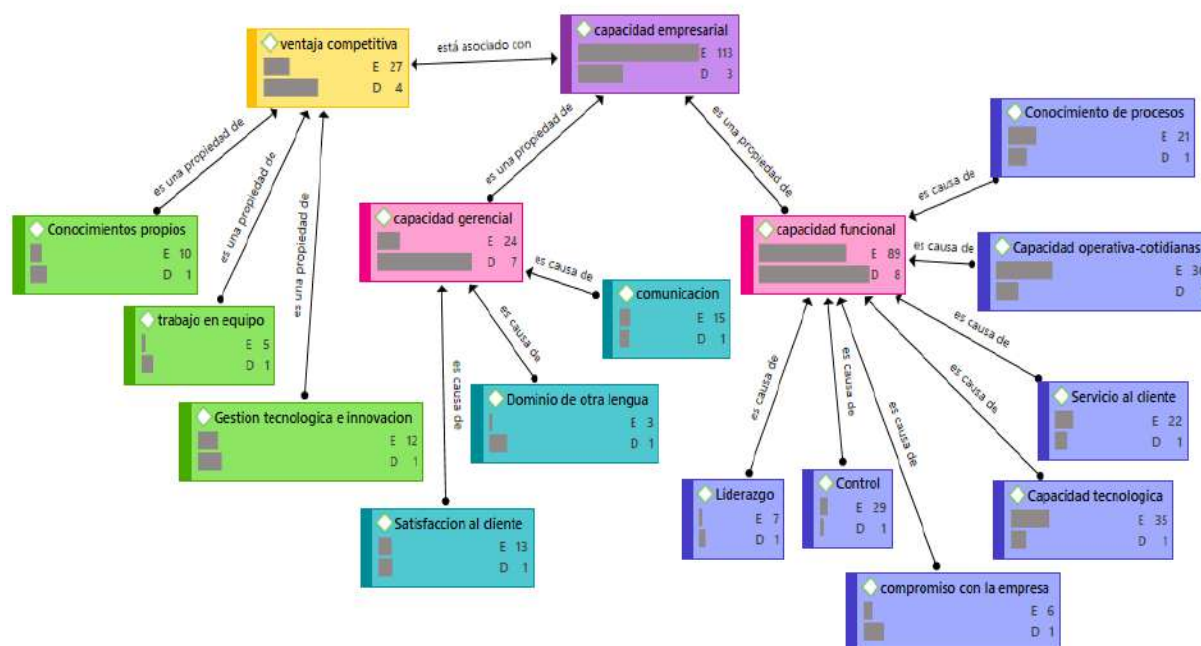 ventaja competitiva
E 27
D 4
está asociado con
capacidad empresarial
E 113
D 3
es una propiedad de
es una propiedad de
es una propiedad de
es una propiedad de
es una propiedad de
Conocimiento de procesos
E 21
D 1
es causa de
Conocimientos propios
E 10
D 1
capacidad gerencial
E 24
D 7
capacidad funcional
E 89
D 8
es causa de
Capacidad operativa-cotidianas
E
D
trabajo en equipo
E 5
D 1
es causa de
comunicacion
E 15
D 1
es causa de
es causa de
es causa de
Gestion tecnologica e innovacion
E 12
D 1
Dominio de otra lengua
E 3
D 1
es causa de
es causa de
es causa de
es causa de
Servicio al cliente
E 22
D 1
Satisfaccion al cliente
E 13
D 1
Liderazgo
E 7
D 1
Control
E 29
D 1
Capacidad tecnologica
E 35
D 1
compromiso con la empresa
E 6
D 1